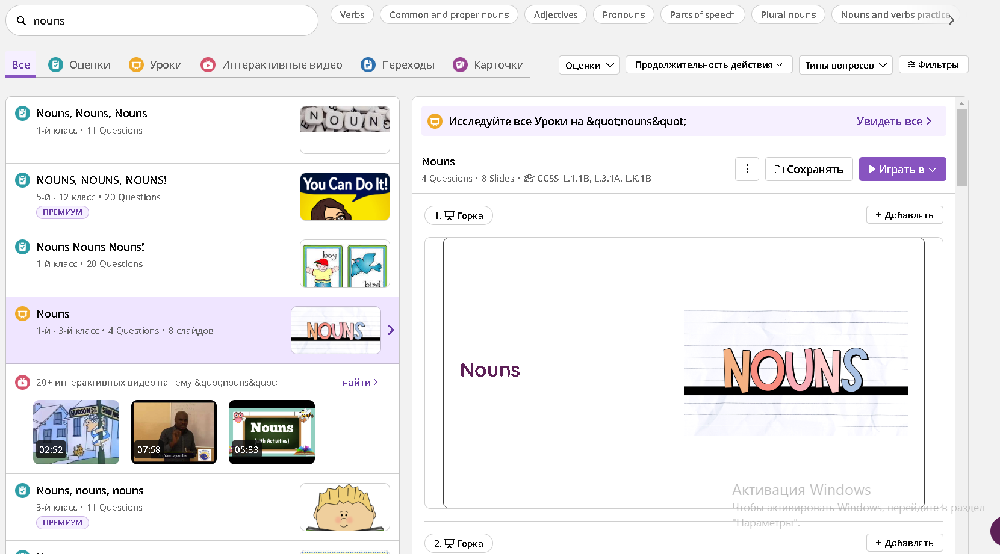 nouns
Verbs
Common and proper nouns
Adjectives
Pronouns
Parts of speech
Plural nouns
Nouns and verbs practice
Все
Оценки
Уроки
Интерактивные видео
Переходы
Карточки
Оценки
Продолжительность действия
Типы вопросов
Фильтры
Nouns, Nouns, Nouns
1-й класс • 11 Questions
NOUN
NOUNS, NOUNS, NOUNS!
5-й - 12 класс • 20 Questions
ПРЕМИУМ
You Can Do It!
Nouns Nouns Nouns!
1-й класс • 20 Questions
boy
bird
Nouns
1-й - 3-й класс • 4 Questions • 8 слайдов
NOUNS
20+ интерактивных видео на тему &quot;nouns&quot;
найти
HUDSON ST.
02:52
07:58
Yambayamba
Nouns
(with Activities)
05:33
Nouns, nouns, nouns
3-й класс • 11 Questions
ПРЕМИУМ
Исследуйте все Уроки на &quot;nouns&quot;
Увидеть все
Nouns
4 Questions • 8 Slides • CCSS L.1.1B, L.3.1A, L.K.1B
Сохранять
Играть в
1. Горка
+ Добавлять
Nouns
NOUNS
Активация Windows
Чтобы активировать Windows, перейдите в раздел
"Параметры".
2. Горка
+ Добавлять